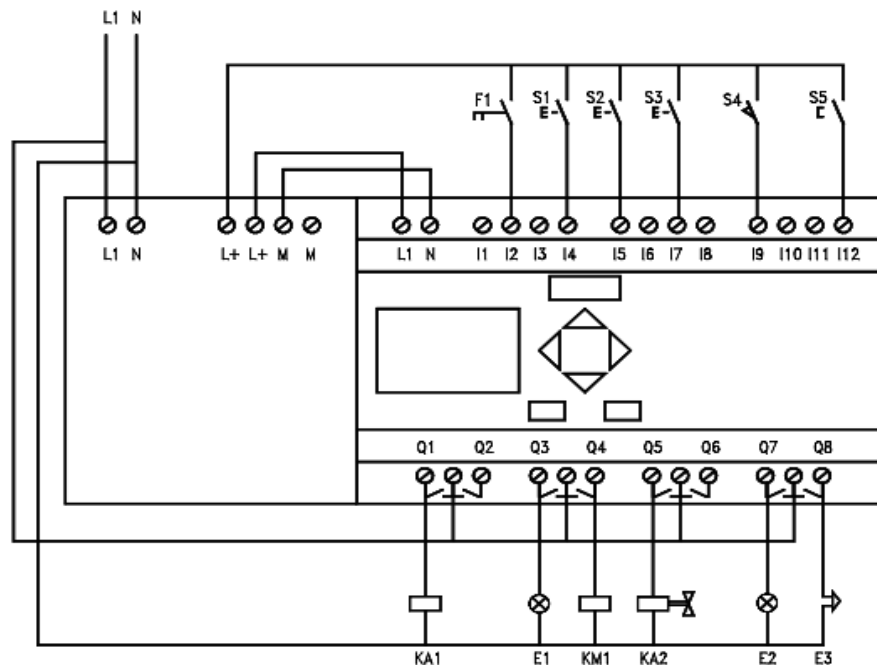 L1 N
F1 S1 S2 S3 S4 S5
E E E E
L1 N L+ L+ M M L1 N I1 I2 I3 I4 I5 I6 I7 I8 I9 I10 I11 I12
Q1 Q2 Q3 Q4 Q5 Q6 Q7 Q8
KA1 E1 KM1 KA2 E2 E3